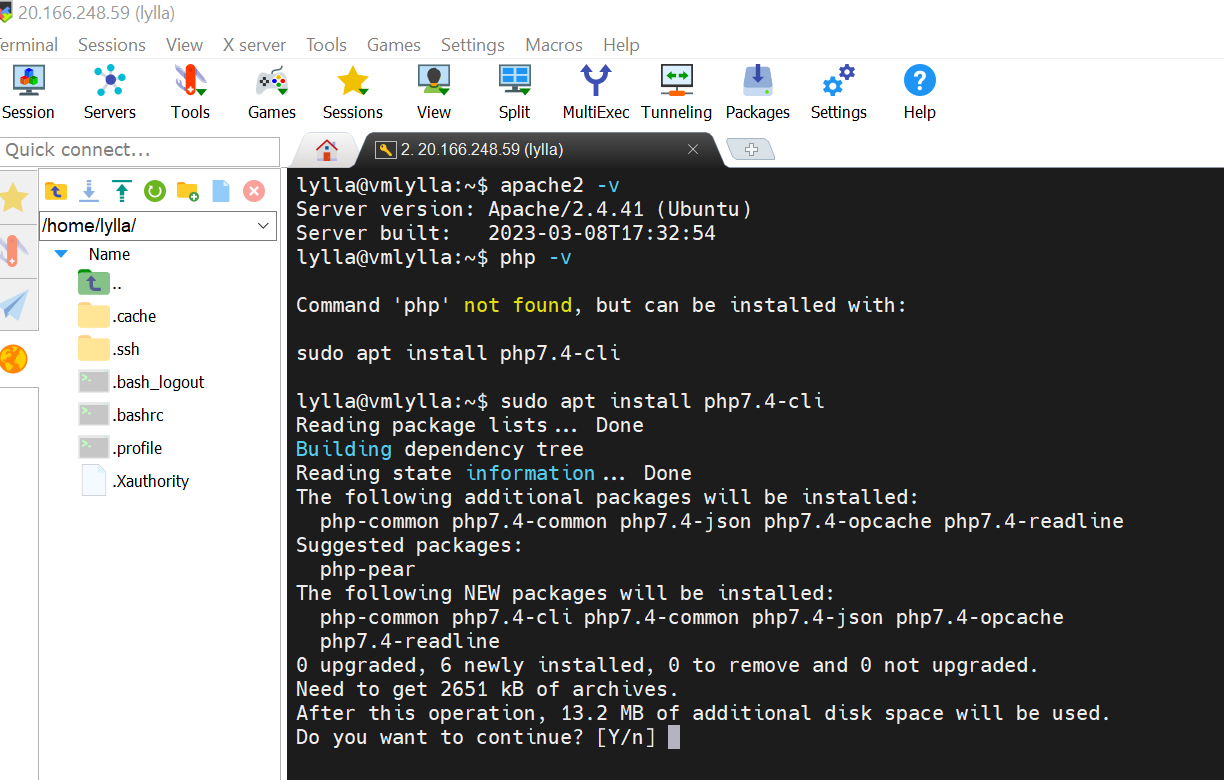 20.166.248.59 (lylla)
Terminal Sessions View X server Tools Games Settings Macros Help
Session Servers Tools Games Sessions View Split MultiExec Tunneling Packages Settings Help
Quick connect...
2. 20.166.248.59 (lylla)
/home/lylla/
Name
..
.cache
.ssh
.bash_logout
.bashrc
.profile
.Xauthority
lylla@vmlylla:~$ apache2 -v
Server version: Apache/2.4.41 (Ubuntu)
Server built:   2023-03-08T17:32:54
lylla@vmlylla:~$ php -v
Command 'php' not found, but can be installed with:
sudo apt install php7.4-cli
lylla@vmlylla:~$ sudo apt install php7.4-cli
Reading package lists... Done
Building dependency tree
Reading state information... Done
The following additional packages will be installed:
  php-common php7.4-common php7.4-json php7.4-opcache php7.4-readline
Suggested packages:
  php-pear
The following NEW packages will be installed:
  php-common php7.4-cli php7.4-common php7.4-json php7.4-opcache
  php7.4-readline
0 upgraded, 6 newly installed, 0 to remove and 0 not upgraded.
Need to get 2651 kB of archives.
After this operation, 13.2 MB of additional disk space will be used.
Do you want to continue? [Y/n]